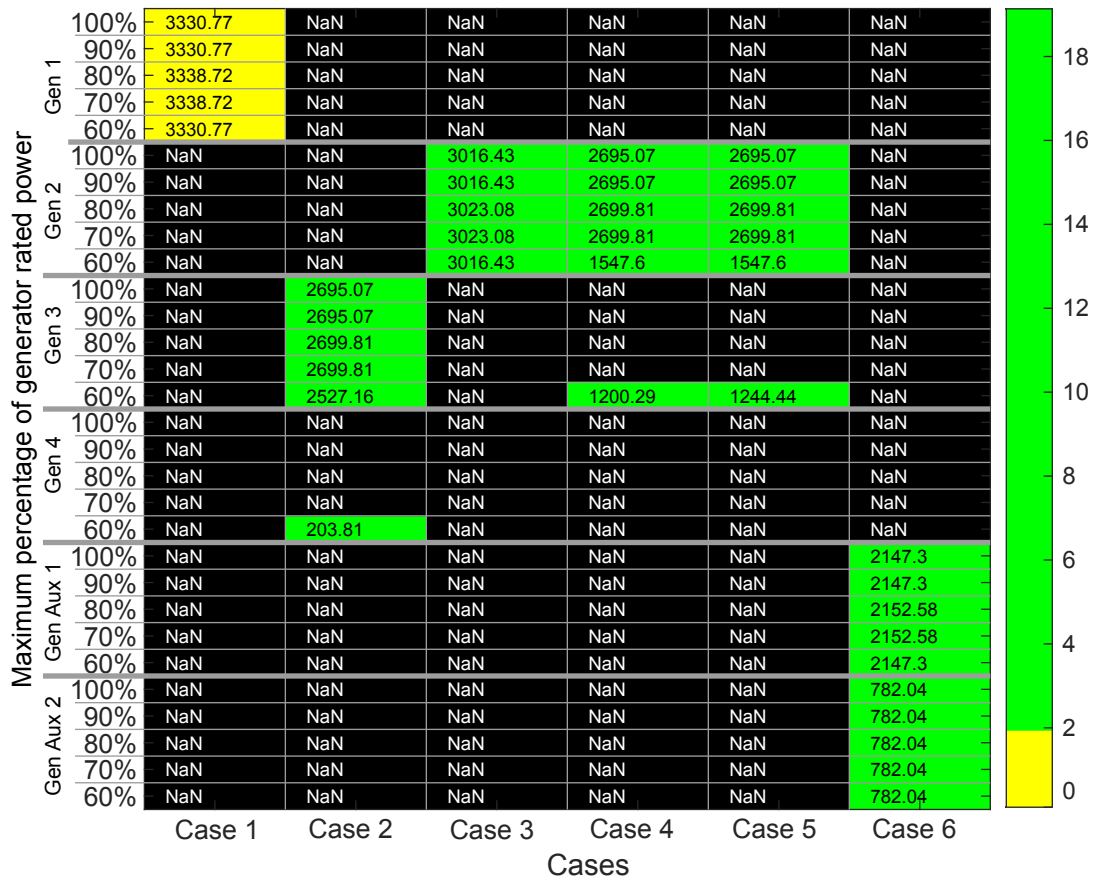 Maximum percentage of generator rated power
Gen 1
100% 3330.77 NaN NaN NaN NaN NaN
90% 3330.77 NaN NaN NaN NaN NaN
80% 3338.72 NaN NaN NaN NaN NaN
70% 3338.72 NaN NaN NaN NaN NaN
60% 3330.77 NaN NaN NaN NaN NaN
Gen 2
100% NaN NaN 3016.43 2695.07 2695.07 NaN
90% NaN NaN 3016.43 2695.07 2695.07 NaN
80% NaN NaN 3023.08 2699.81 2699.81 NaN
70% NaN NaN 3023.08 2699.81 2699.81 NaN
60% NaN NaN 3016.43 1547.6 1547.6 NaN
Gen 3
100% NaN 2695.07 NaN NaN NaN NaN
90% NaN 2695.07 NaN NaN NaN NaN
80% NaN 2699.81 NaN NaN NaN NaN
70% NaN 2699.81 NaN NaN NaN NaN
60% NaN 2527.16 NaN 1200.29 1244.44 NaN
Gen 4
100% NaN NaN NaN NaN NaN NaN
90% NaN NaN NaN NaN NaN NaN
80% NaN NaN NaN NaN NaN NaN
70% NaN NaN NaN NaN NaN NaN
60% NaN 203.81 NaN NaN NaN NaN
Gen Aux 1
100% NaN NaN NaN NaN NaN 2147.3
90% NaN NaN NaN NaN NaN 2147.3
80% NaN NaN NaN NaN NaN 2152.58
70% NaN NaN NaN NaN NaN 2152.58
60% NaN NaN NaN NaN NaN 2147.3
Gen Aux 2
100% NaN NaN NaN NaN NaN 782.04
90% NaN NaN NaN NaN NaN 782.04
80% NaN NaN NaN NaN NaN 782.04
70% NaN NaN NaN NaN NaN 782.04
60% NaN NaN NaN NaN NaN 782.04
Case 1 Case 2 Case 3 Case 4 Case 5 Case 6
Cases
18
16
14
12
10
8
6
4
2
0